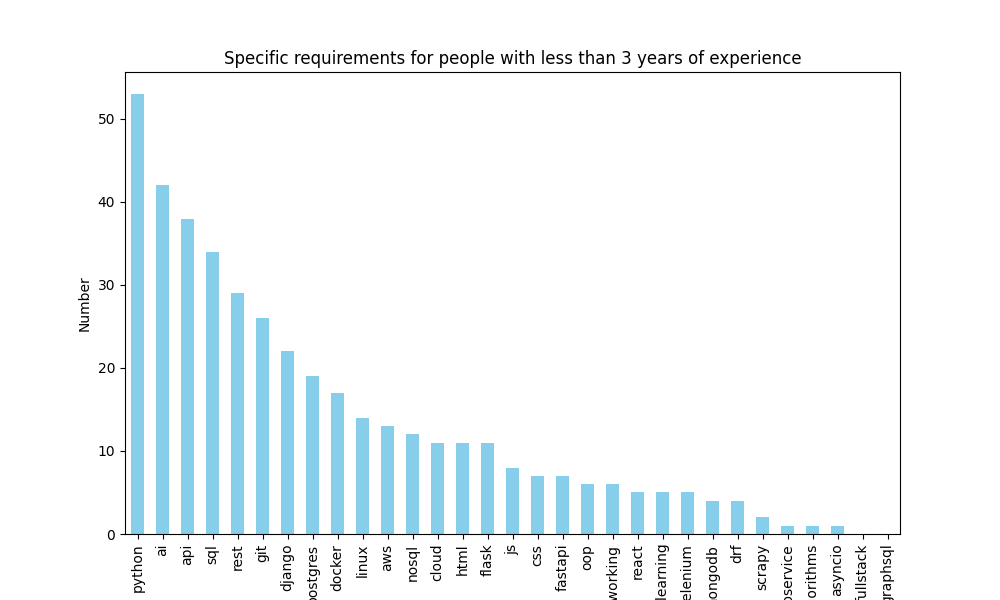 Specific requirements for people with less than 3 years of experience
Number
50
40
30
20
10
0
python
ai
api
sql
rest
git
django
ostgres
docker
linux
aws
nosql
cloud
html
flask
js
css
fastapi
oop
working
react
learning
elenium
ongodb
drf
scrapy
oservice
orithms
asyncio
fullstack
graphsql